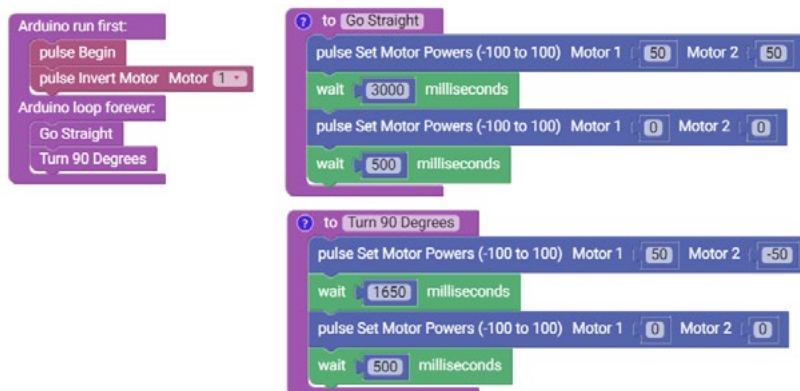 Arduino run first:
pulse Begin
pulse Invert Motor Motor 1
Arduino loop forever:
Go Straight
Turn 90 Degrees
? to Go Straight
pulse Set Motor Powers (-100 to 100) Motor 1 50 Motor 2 50
wait 3000 milliseconds
pulse Set Motor Powers (-100 to 100) Motor 1 0 Motor 2 0
wait 500 milliseconds
? to Turn 90 Degrees
pulse Set Motor Powers (-100 to 100) Motor 1 50 Motor 2 -50
wait 1650 milliseconds
pulse Set Motor Powers (-100 to 100) Motor 1 0 Motor 2 0
wait 500 milliseconds